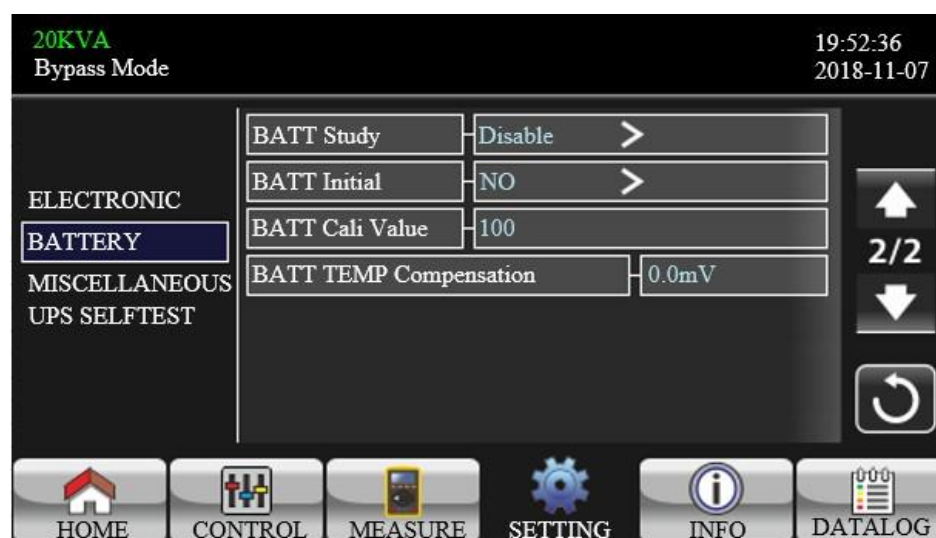 20KVA
Bypass Mode
19:52:36
2018-11-07
ELECTRONIC
BATTERY
MISCELLANEOUS
UPS SELFTEST
BATT Study Disable >
BATT Initial NO >
BATT Cali Value 100
BATT TEMP Compensation 0.0mV
2/2
HOME CONTROL MEASURE SETTING INFO DATALOG